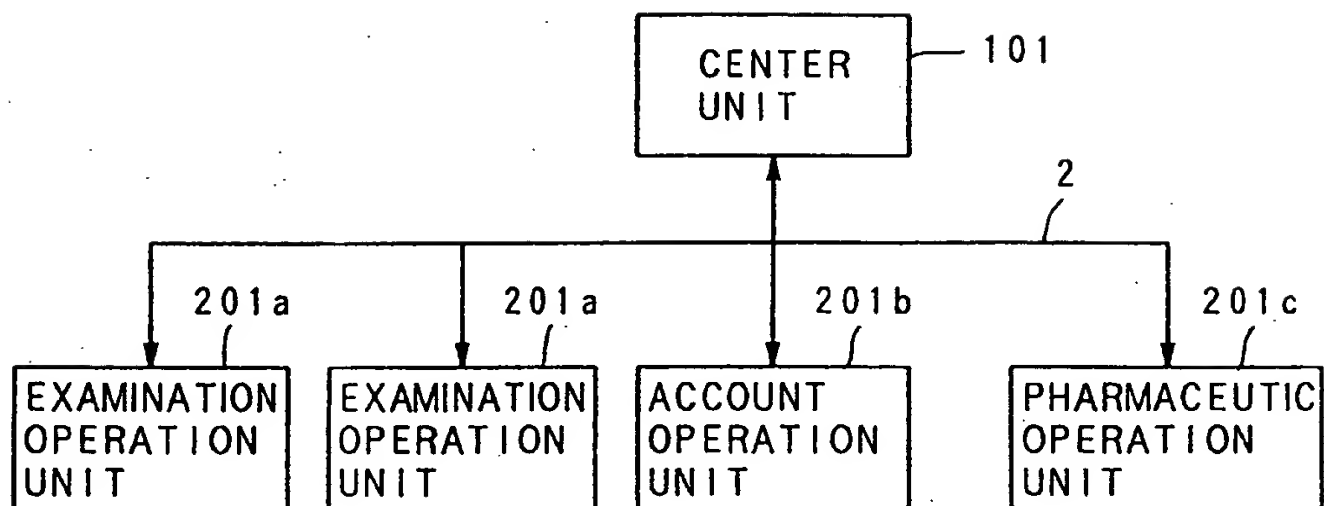 CENTER
UNIT
101
2
201a
201a
201b
201c
EXAMINATION
OPERATION
UNIT
EXAMINATION
OPERATION
UNIT
ACCOUNT
OPERATION
UNIT
PHARMACEUTIC
OPERATION
UNIT